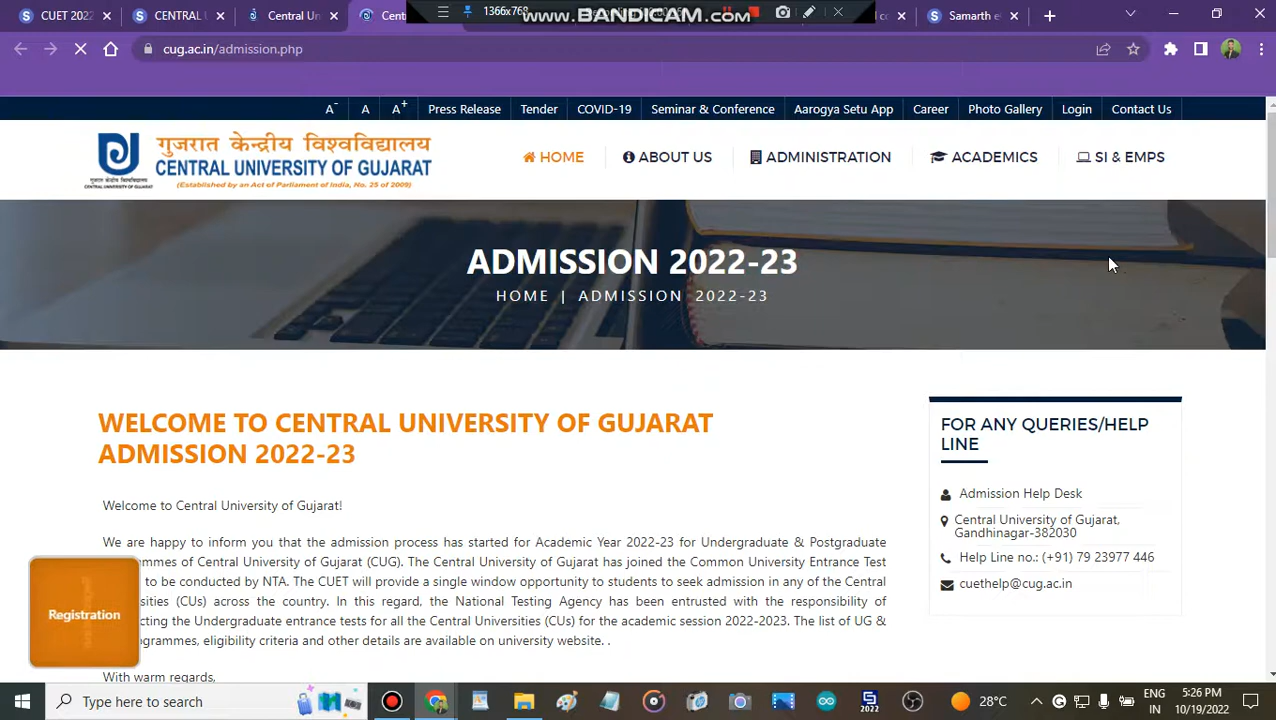 CUET 2022
CENTRAL
Central Un
Cent
1366x768
www.BANDICAM.com
Samarth e
cug.ac.in/admission.php
A- A A+ Press Release Tender COVID-19 Seminar & Conference Aarogya Setu App Career Photo Gallery Login Contact Us
गुजरात केन्द्रीय विश्वविद्यालय
CENTRAL UNIVERSITY OF GUJARAT
(Established by an Act of Parliament of India, No. 25 of 2009)
CENTRAL UNIVERSITY OF GUJARAT
HOME ABOUT US ADMINISTRATION ACADEMICS SI & EMPS
ADMISSION 2022-23
HOME | ADMISSION 2022-23
WELCOME TO CENTRAL UNIVERSITY OF GUJARAT
ADMISSION 2022-23
Welcome to Central University of Gujarat!
We are happy to inform you that the admission process has started for Academic Year 2022-23 for Undergraduate & Postgraduate
ammes of Central University of Gujarat (CUG). The Central University of Gujarat has joined the Common University Entrance Test
to be conducted by NTA. The CUET will provide a single window opportunity to students to seek admission in any of the Central
sities (CUs) across the country. In this regard, the National Testing Agency has been entrusted with the responsibility of
cting the Undergraduate entrance tests for all the Central Universities (CUs) for the academic session 2022-2023. The list of UG &
ogrammes, eligibility criteria and other details are available on university website. .
With warm regards,
Registration
FOR ANY QUERIES/HELP
LINE
Admission Help Desk
Central University of Gujarat,
Gandhinagar-382030
Help Line no.: (+91) 79 23977 446
cuethelp@cug.ac.in
Type here to search
2022
28°C
ENG
IN
5:26 PM
10/19/2022